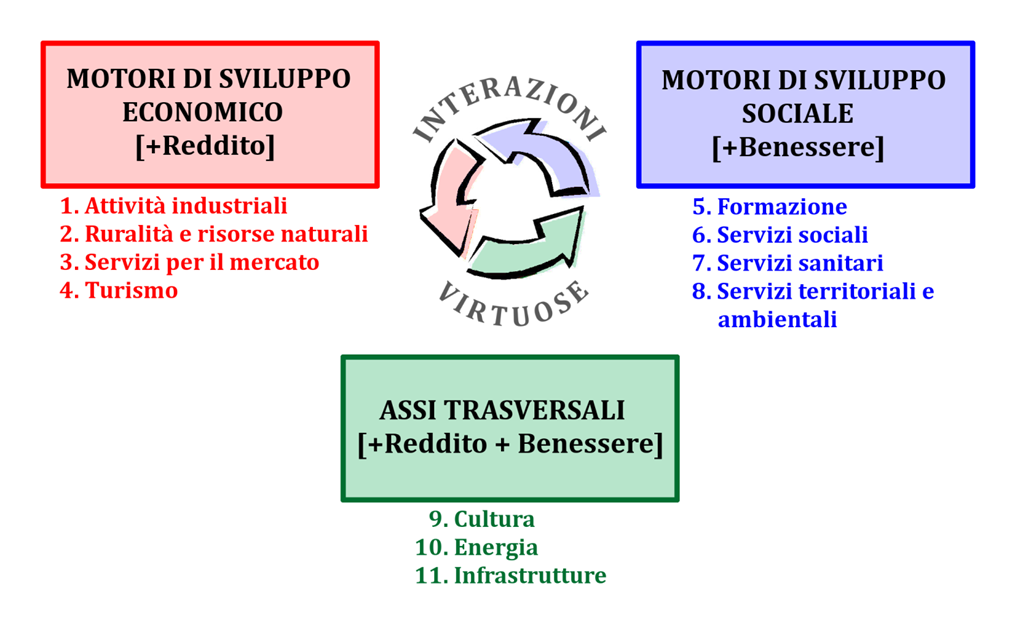 MOTORI DI SVILUPPO
ECONOMICO
[+Reddito]
1. Attività industriali
2. Ruralità e risorse naturali
3. Servizi per il mercato
4. Turismo
INTERAZIONI
VIRTUOSE
MOTORI DI SVILUPPO
SOCIALE
[+Benessere]
5. Formazione
6. Servizi sociali
7. Servizi sanitari
8. Servizi territoriali e
ambientali
ASSI TRASVERSALI
[+Reddito + Benessere]
9. Cultura
10. Energia
11. Infrastrutture